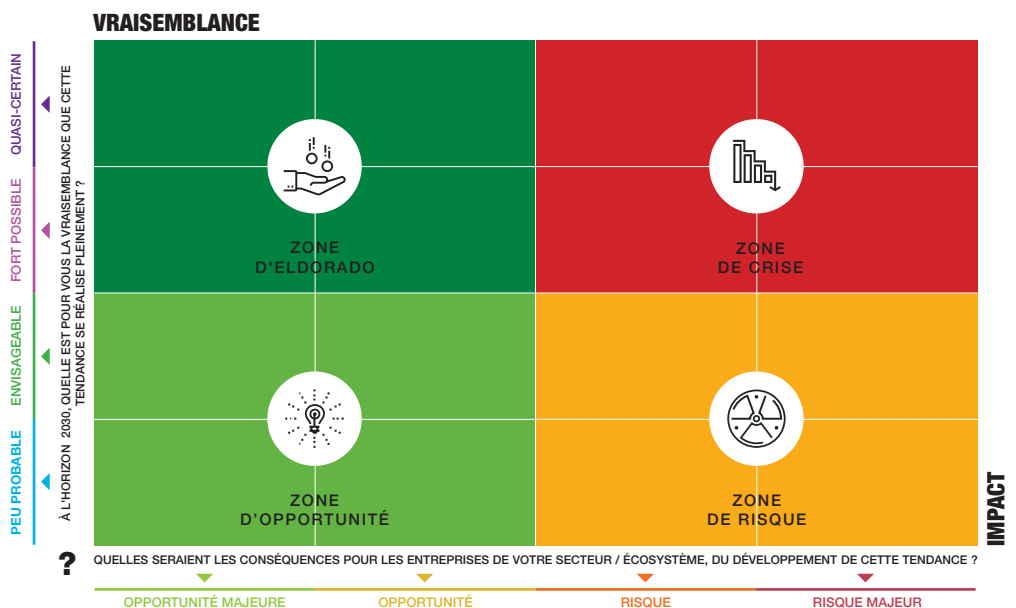 VRAISEMBLANCE
QUASI-CERTAIN
FORT POSSIBLE
ENVISAGEABLE
PEU PROBABLE
À L'HORIZON 2030, QUELLE EST POUR VOUS LA VRAISEMBLANCE QUE CETTE
TENDANCE SE RÉALISE PLEINEMENT ?
ZONE
D'ELDORADO
ZONE
DE CRISE
ZONE
D'OPPORTUNITÉ
ZONE
DE RISQUE
IMPACT
?
QUELLES SERAIENT LES CONSÉQUENCES POUR LES ENTREPRISES DE VOTRE SECTEUR / ÉCOSYSTÈME, DU DÉVELOPPEMENT DE CETTE TENDANCE ?
OPPORTUNITÉ MAJEURE
OPPORTUNITÉ
RISQUE
RISQUE MAJEUR